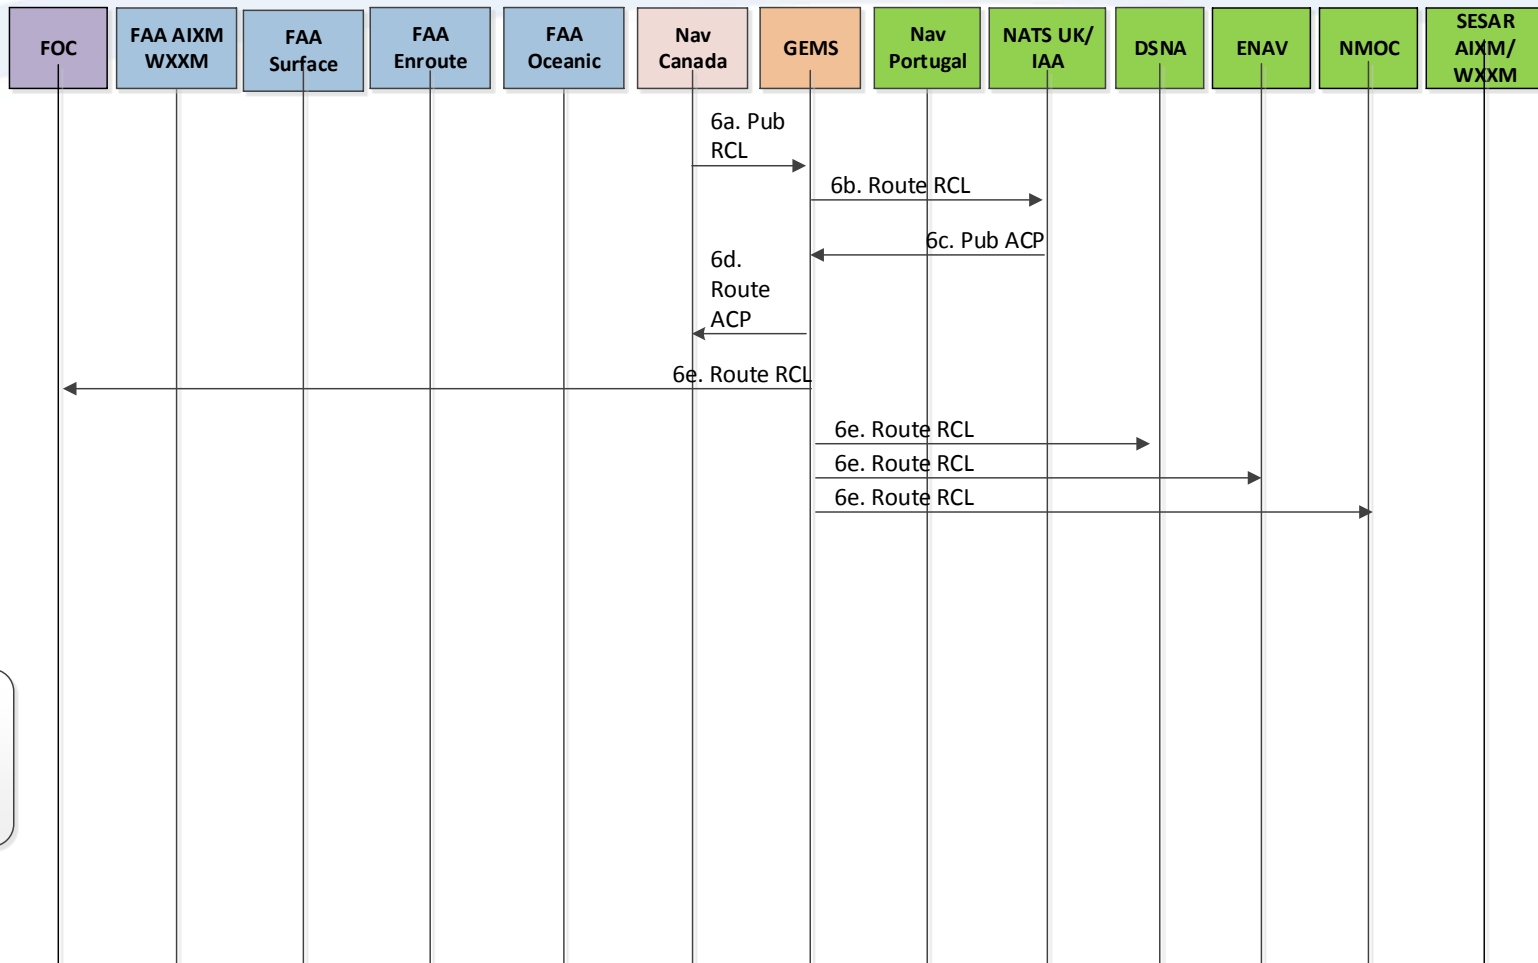 FOC
FAA AIXM
WXXM
FAA
Surface
FAA
Enroute
FAA
Oceanic
Nav
Canada
GEMS
Nav
Portugal
NATS UK/
IAA
DSNA
ENAV
NMOC
SESAR
AIXM/
WXXM
6a. Pub
RCL
6b. Route RCL
6c. Pub ACP
6d.
Route
ACP
6e. Route RCL
6e. Route RCL
6e. Route RCL
6e. Route RCL